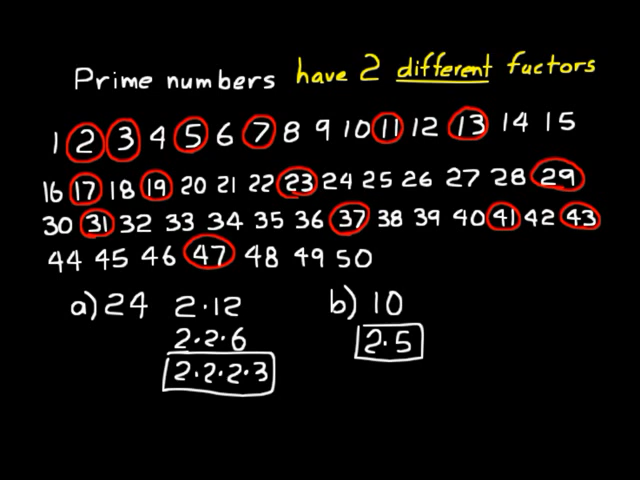 Prime numbers have 2 different factors
1 2 3 4 5 6 7 8 9 10 11 12 13 14 15
16 17 18 19 20 21 22 23 24 25 26 27 28 29
30 31 32 33 34 35 36 37 38 39 40 41 42 43
44 45 46 47 48 49 50
a) 24 2·12 b) 10
2·2·6 2·5
2·2·2·3